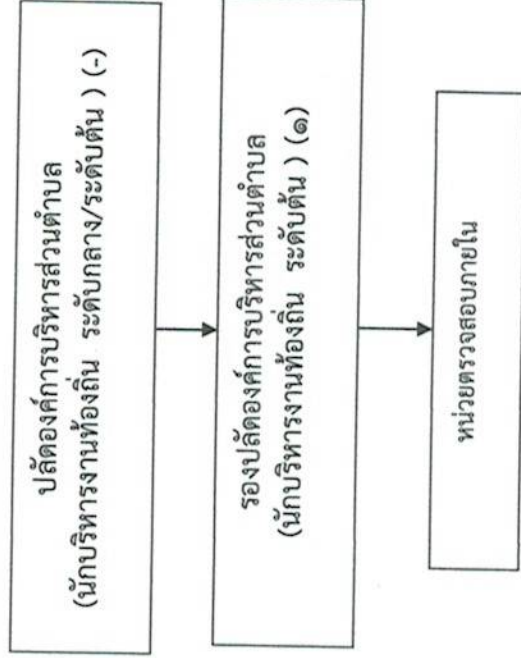 ปลัดองค์การบริหารส่วนตำบล
(นักบริหารงานท้องถิ่น ระดับกลาง/ระดับต้น ) (-)
รองปลัดองค์การบริหารส่วนตำบล
(นักบริหารงานท้องถิ่น ระดับต้น ) (๑)
หน่วยตรวจสอบภายใน